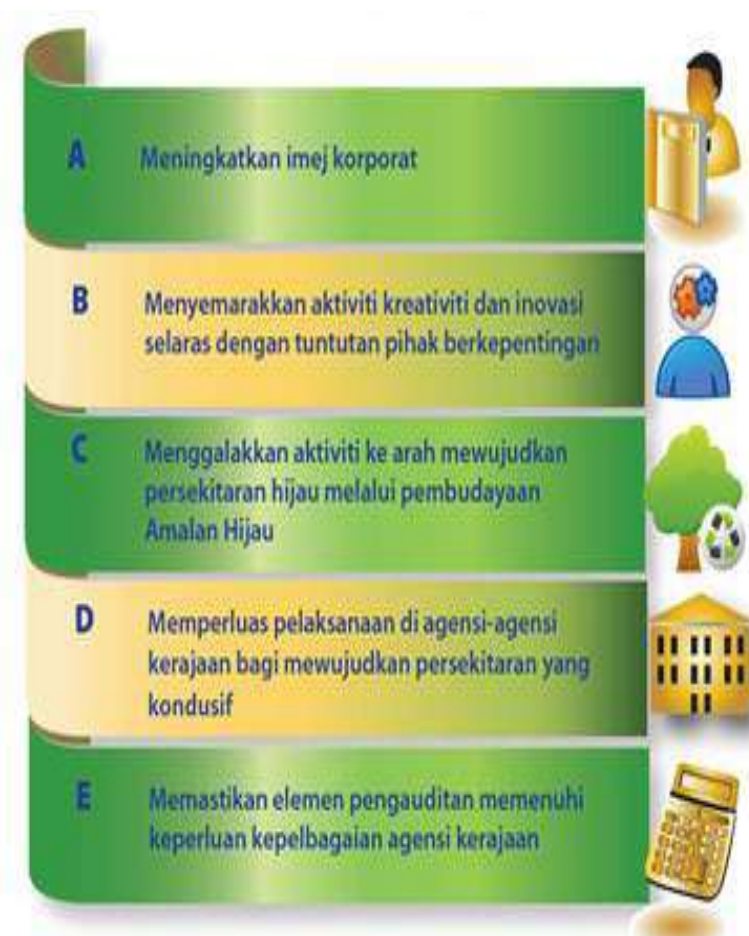 A Meningkatkan imej korporat
B Menyemarakkan aktiviti kreativiti dan inovasi
selaras dengan tuntutan pihak berkepentingan
C Menggalakkan aktiviti ke arah mewujudkan
persekitaran hijau melalui pembudayaan
Amalan Hijau
D Memperluas pelaksanaan di agensi-agensi
kerajaan bagi mewujudkan persekitaran yang
kondusif
E Memastikan elemen pengauditan memenuhi
keperluan kepelbagaian agensi kerajaan